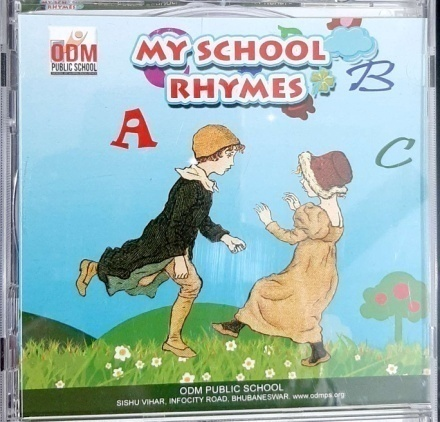 ODM
PUBLIC SCHOOL
MY SCHOOL
RHYMES
A
B
C
ODM PUBLIC SCHOOL
SISHU VIHAR, INFOCITY ROAD, BHUBANESWAR. www.odmps.org